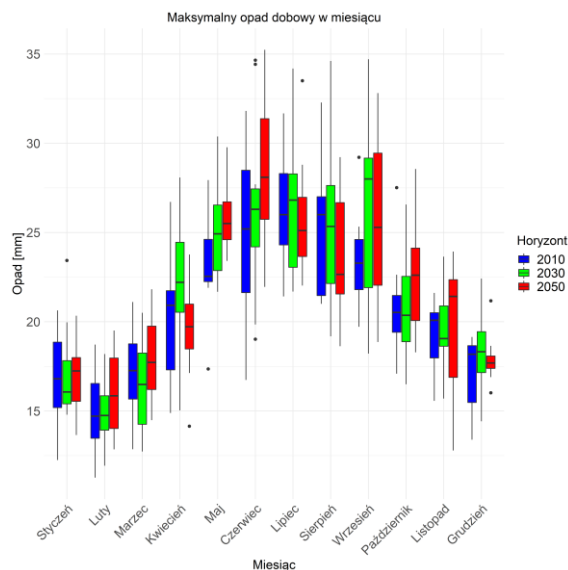 Maksymalny opad dobowy w miesiącu
35
30
25
20
15
Opad [mm]
Horyzont
2010
2030
2050
Styczeń
Luty
Marzec
Kwiecień
Maj
Czerwiec
Lipiec
Sierpień
Wrzesień
Październik
Listopad
Grudzień
Miesiąc